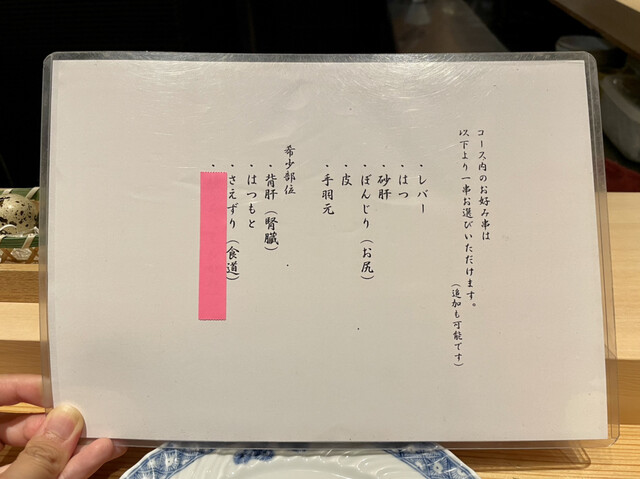 コース内のお好み串は
以下より一串お選びいただけます。
(追加も可能です)
・レバー
・はつ
・砂肝
・ぼんじり(お尻)
・皮
・手羽元
希少部位
・背肝(腎臓)
・はつもと
・さえずり(食道)
・